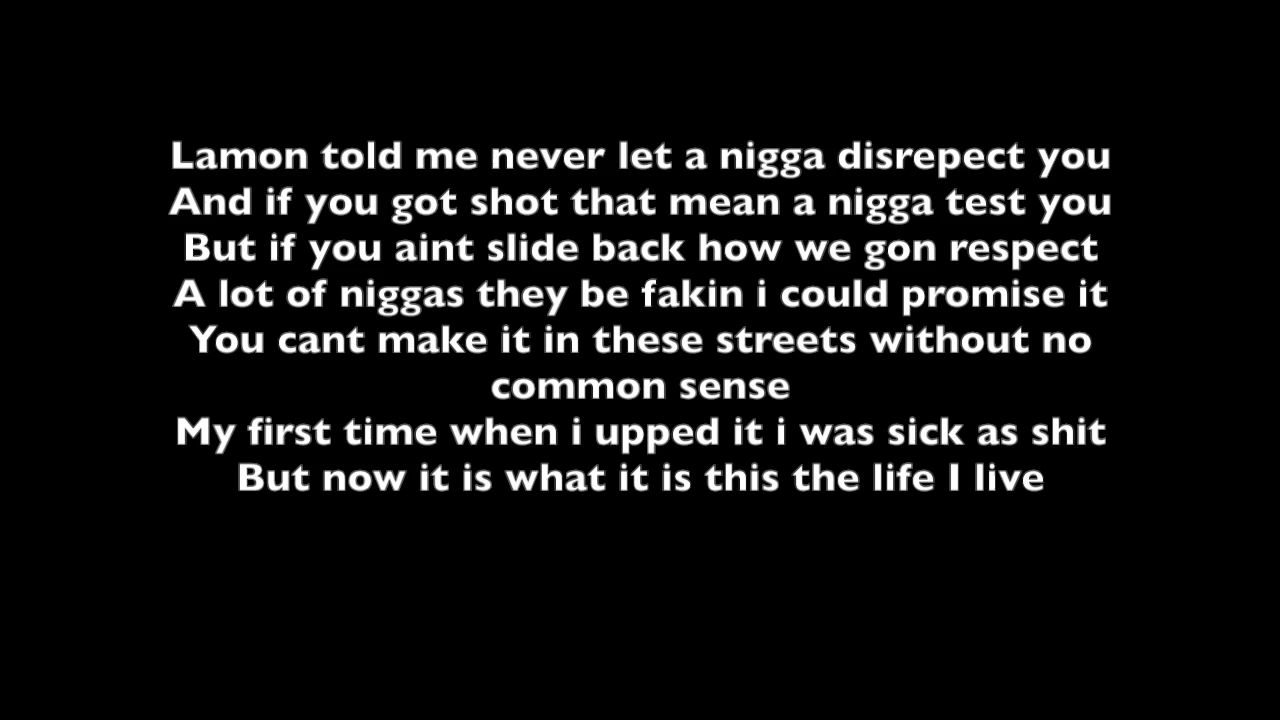 Lamon told me never let a nigga disrepect you
And if you got shot that mean a nigga test you
But if you aint slide back how we gon respect
A lot of niggas they be fakin i could promise it
You cant make it in these streets without no
common sense
My first time when i upped it i was sick as shit
But now it is what it is this the life I live